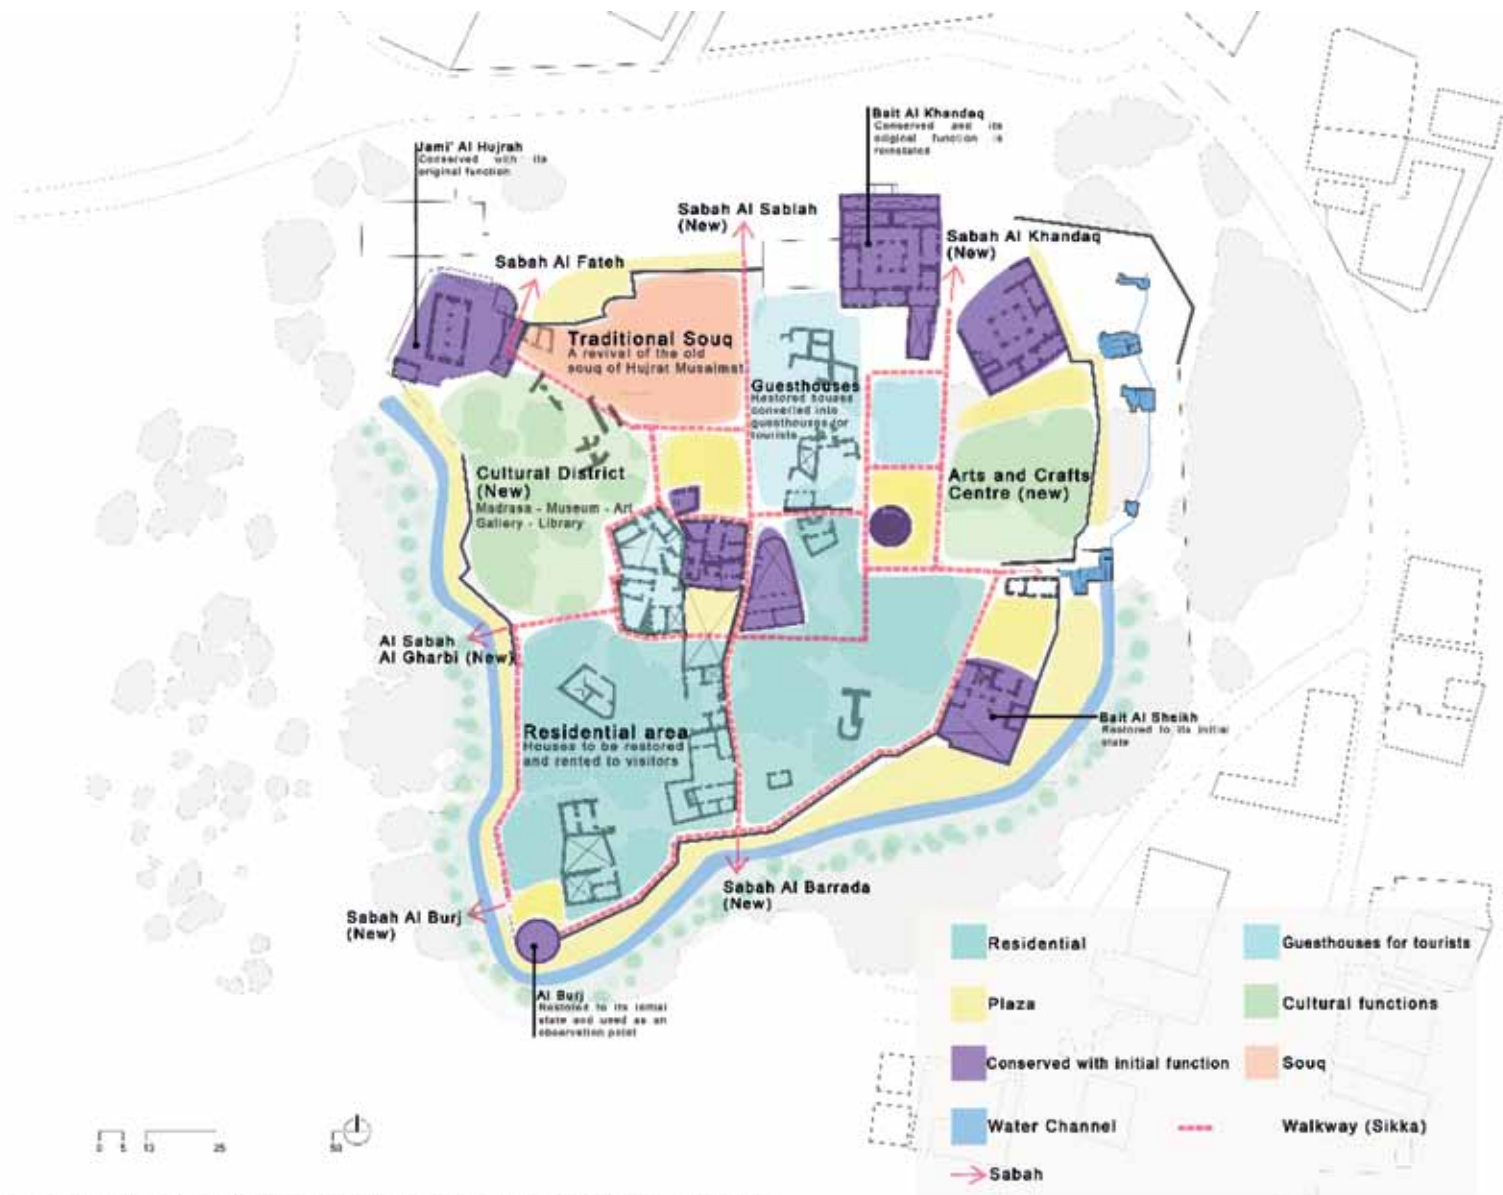 Bait Al Khandaq
Conserved and its
original function is
reinstated
Jami' Al Hujrah
Conserved with its
original function
Sabah Al Sablah
(New)
Sabah Al Khandaq
(New)
Sabah Al Fateh
Traditional Souq
A revival of the old
souq of Hujrat Musalmat
Guesthouses
Restored houses
converted into
guesthouses for
tourists
Cultural District
(New)
Madrasa - Museum - Art
Gallery - Library
Arts and Crafts
Centre (new)
Al Sabah
Al Gharbi (New)
Residential area
Houses to be restored
and rented to visitors
Bait Al Sheikh
Restored to its initial
state
Sabah Al Barrada
(New)
Sabah Al Burj
(New)
Al Burj
Restored to its initial
state and used as an
observation point
Residential
Guesthouses for tourists
Plaza
Cultural functions
Conserved with initial function
Souq
Water Channel
Walkway (Sikka)
Sabah
0 5 25 50